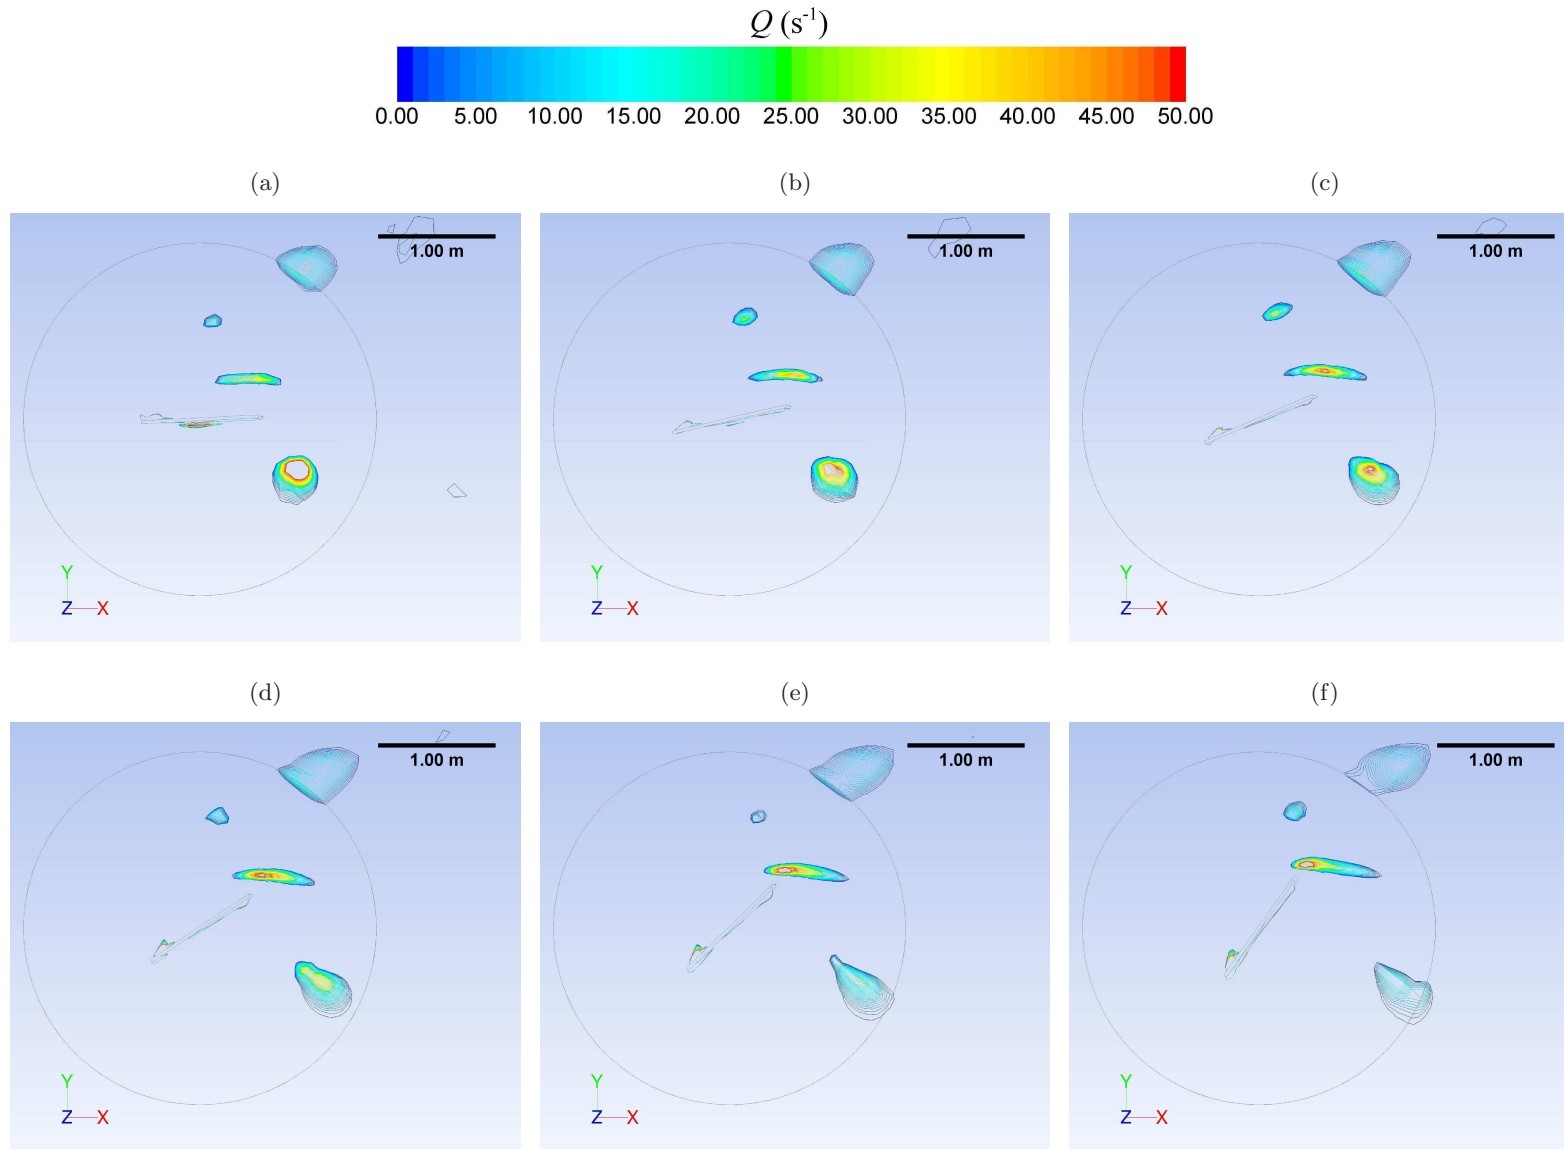 Q (s⁻¹)
0.00 5.00 10.00 15.00 20.00 25.00 30.00 35.00 40.00 45.00 50.00
(a) (b) (c)
1.00 m 1.00 m 1.00 m
Y Y Y
Z X Z X Z X
(d) (e) (f)
1.00 m 1.00 m 1.00 m
Y Y Y
Z X Z X Z X